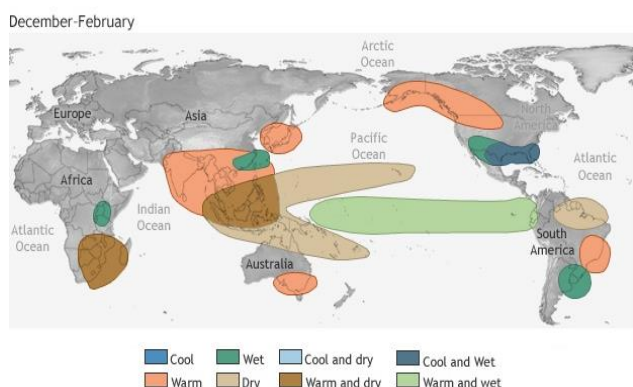 December-February
Arctic
Ocean
Europe
Asia
North
America
Pacific
Ocean
Atlantic
Ocean
Africa
Indian
Ocean
Atlantic
Ocean
South
America
Australia
Cool
Wet
Cool and dry
Cool and Wet
Warm
Dry
Warm and dry
Warm and wet